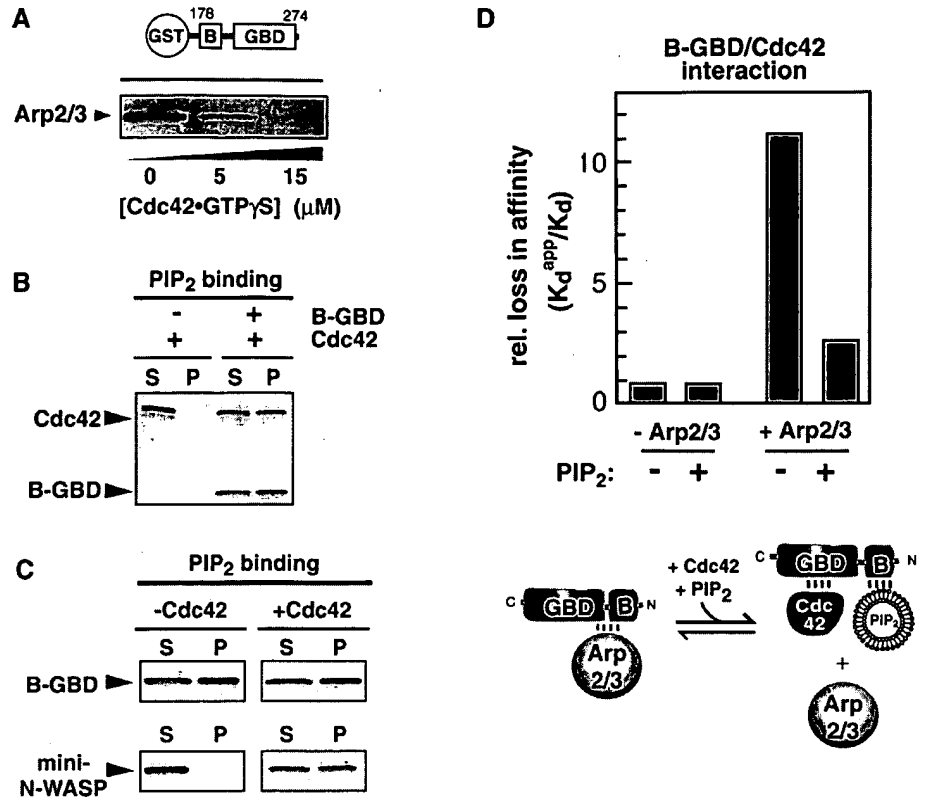 A
178 274
GST B GBD
Arp2/3
0 5 15
[Cdc42•GTPγS] (μM)
B
PIP2 binding
- + B-GBD
+ + Cdc42
S P S P
Cdc42
B-GBD
C
PIP2 binding
-Cdc42 +Cdc42
S P S P
B-GBD
S P S P
mini-
N-WASP
D
B-GBD/Cdc42
interaction
rel. loss in affinity
(Kd^app/Kd)
10
5
0
- Arp2/3 + Arp2/3
PIP2: - + - +
C GBD B N
Arp
2/3
+ Cdc42
+ PIP2
C GBD B N
Cdc
42
PIP2
+
Arp
2/3